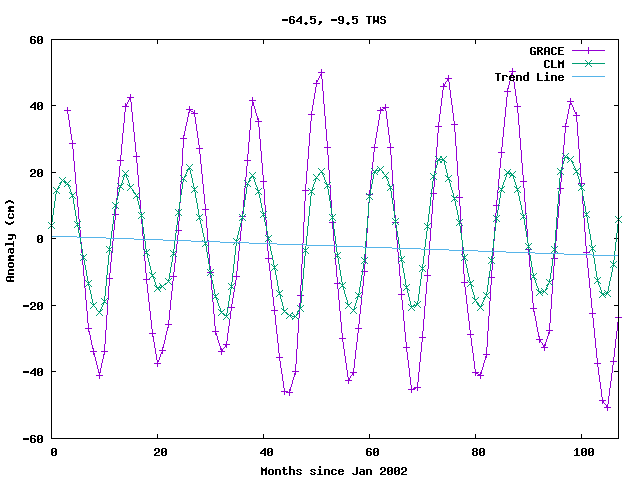 -64.5, -9.5 TWS
GRACE
CLM
Trend Line
60
40
20
0
-20
-40
-60
Anomaly (cm)
0 20 40 60 80 100
Months since Jan 2002